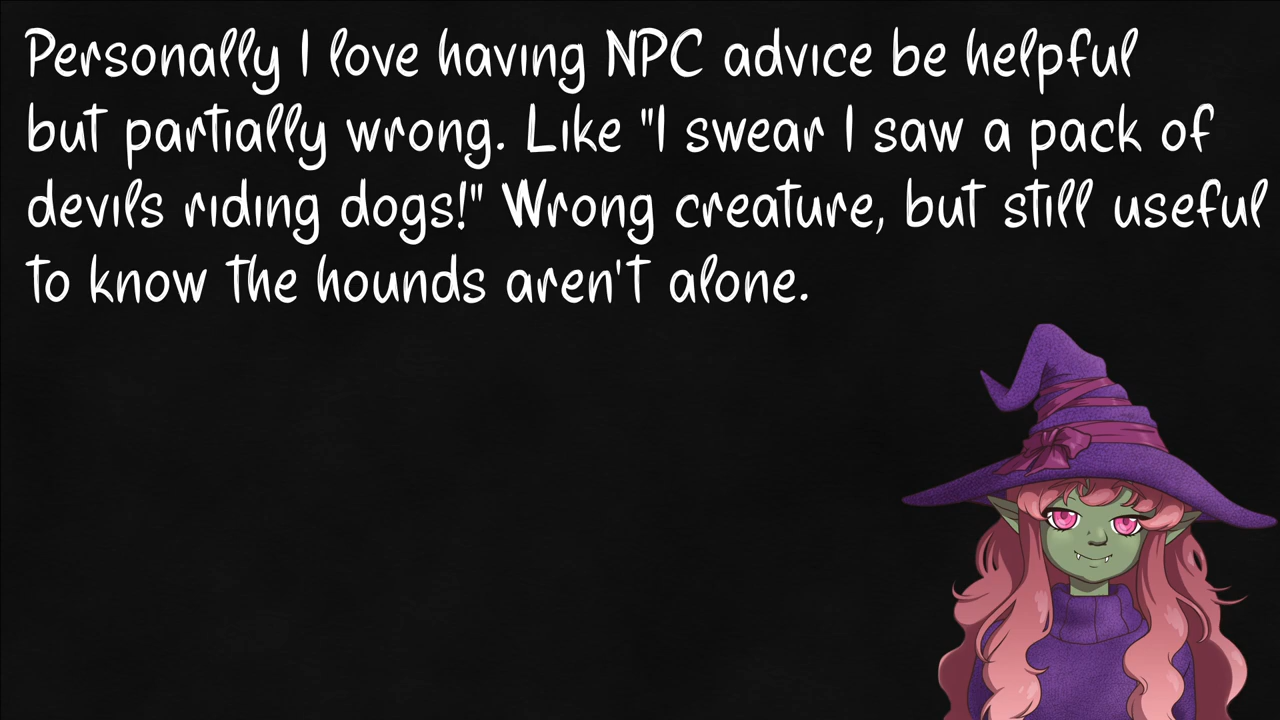 Personally I love having NPC advice be helpful
but partially wrong. Like "I swear I saw a pack of
devils riding dogs!" Wrong creature, but still useful
to know the hounds aren't alone.